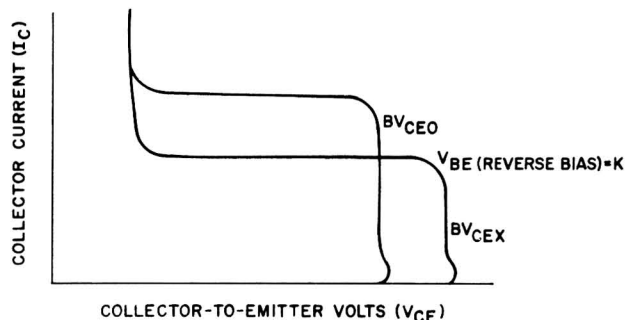 COLLECTOR CURRENT (IC)
BVCEO
VBE (REVERSE BIAS)=K
BVCEX
COLLECTOR-TO-EMITTER VOLTS (VCE)